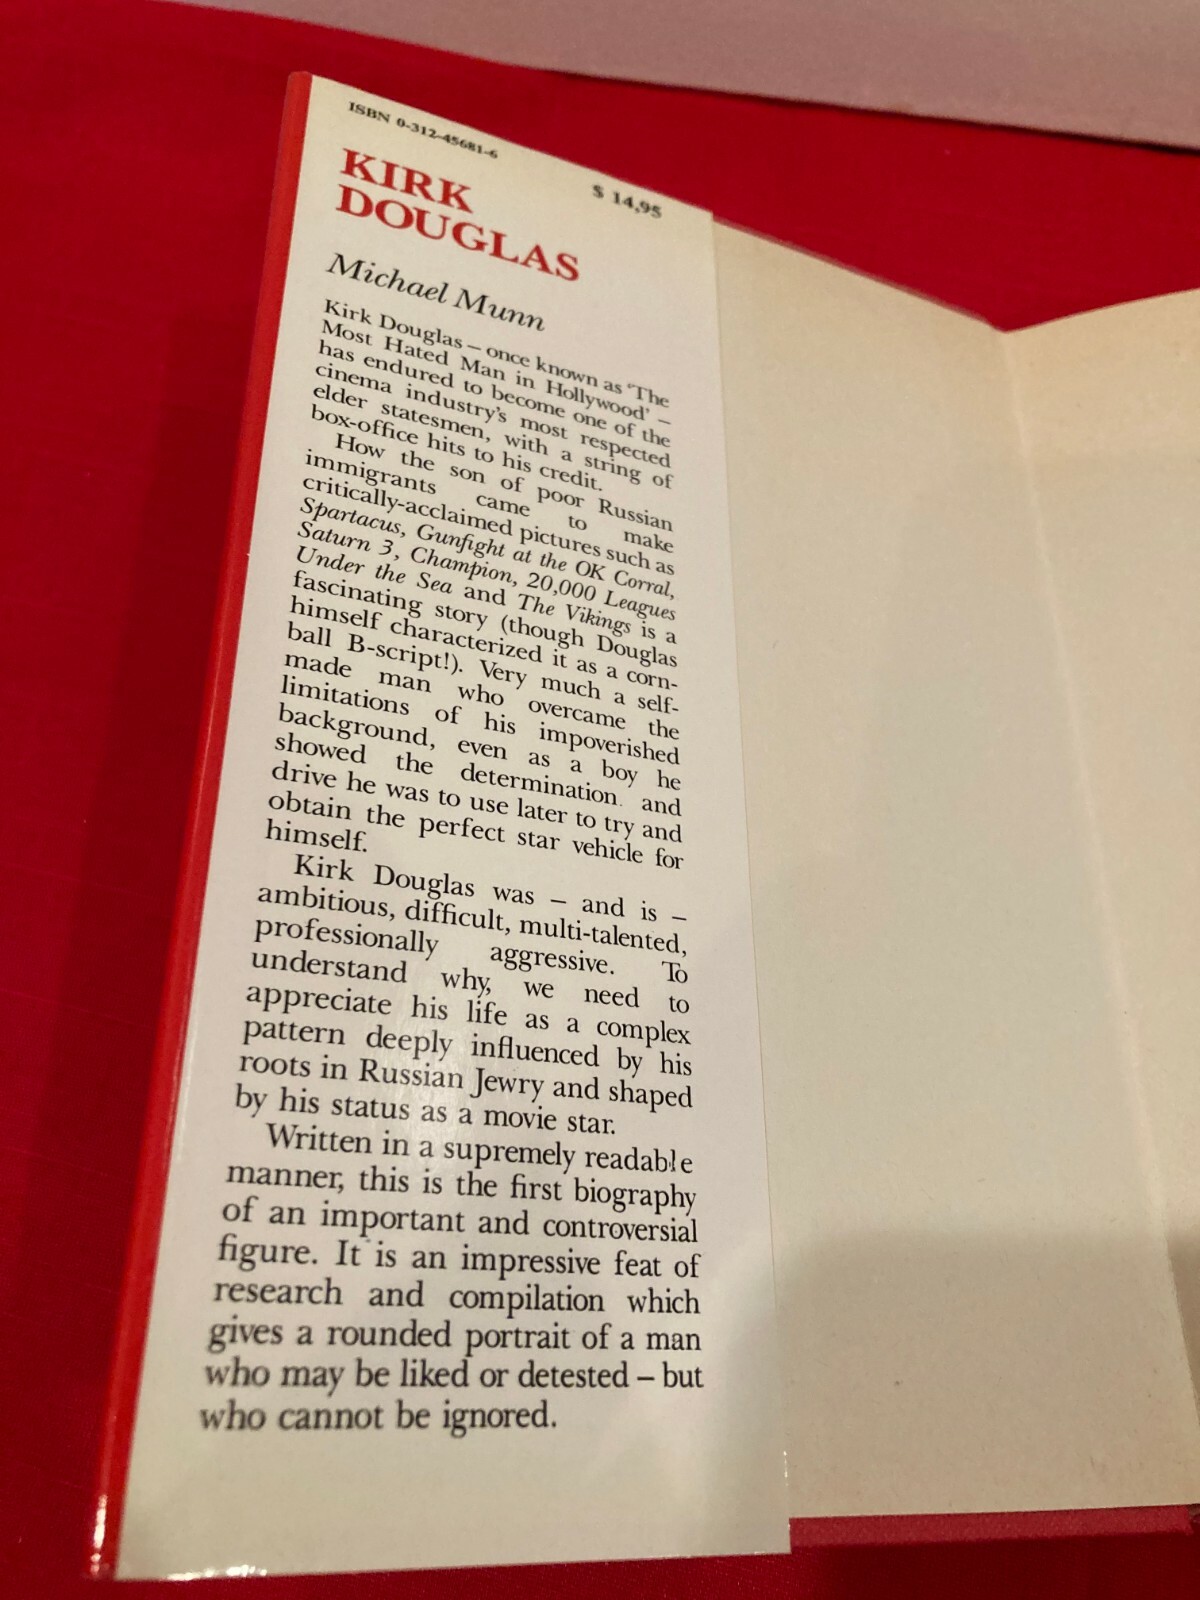 ISBN 0-312-45681-6
$ 14,95
KIRK
DOUGLAS
Michael Munn
Kirk Douglas – once known as 'The
Most Hated Man in Hollywood' –
has endured to become one of the
cinema industry's most respected
elder statesmen, with a string of
box-office hits to his credit.
How the son of poor Russian
immigrants came to make
critically-acclaimed pictures such as
Spartacus, Gunfight at the OK Corral,
Saturn 3, Champion, 20,000 Leagues
Under the Sea and The Vikings is a
fascinating story (though Douglas
himself characterized it as a corn-
ball B-script!). Very much a self-
made man who overcame the
limitations of his impoverished
background, even as a boy he
showed the determination and
drive he was to use later to try and
obtain the perfect star vehicle for
himself.
Kirk Douglas was – and is –
ambitious, difficult, multi-talented,
professionally aggressive. To
understand why, we need to
appreciate his life as a complex
pattern deeply influenced by his
roots in Russian Jewry and shaped
by his status as a movie star.
Written in a supremely readable
manner, this is the first biography
of an important and controversial
figure. It is an impressive feat of
research and compilation which
gives a rounded portrait of a man
who may be liked or detested – but
who cannot be ignored.